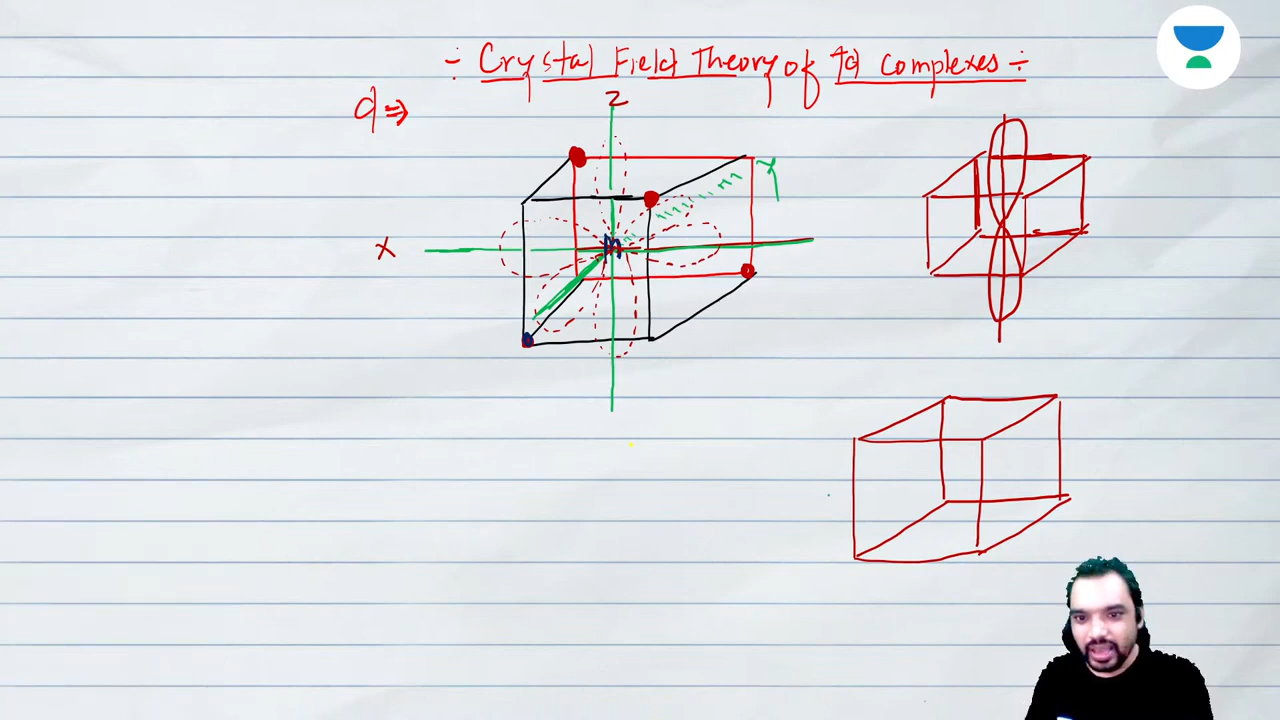 ÷ Crystal Field Theory of Td complexes ÷
d ⇒
Z
Y
X
M